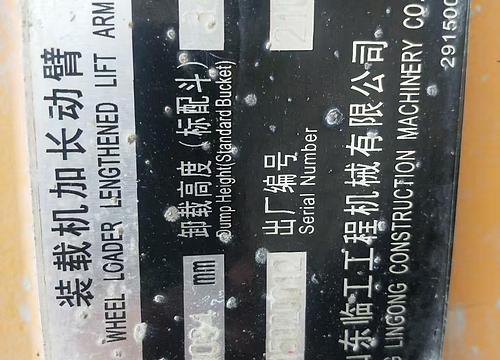 装载机加长动臂
WHEEL LOADER LENGTHENED LIFT ARM
mm 卸载高度(标配斗)
Dump Height(Standard Bucket)
出厂编号
Serial Number
东临工工程机械有限公司
LINGONG CONSTRUCTION MACHINERY CO
291500